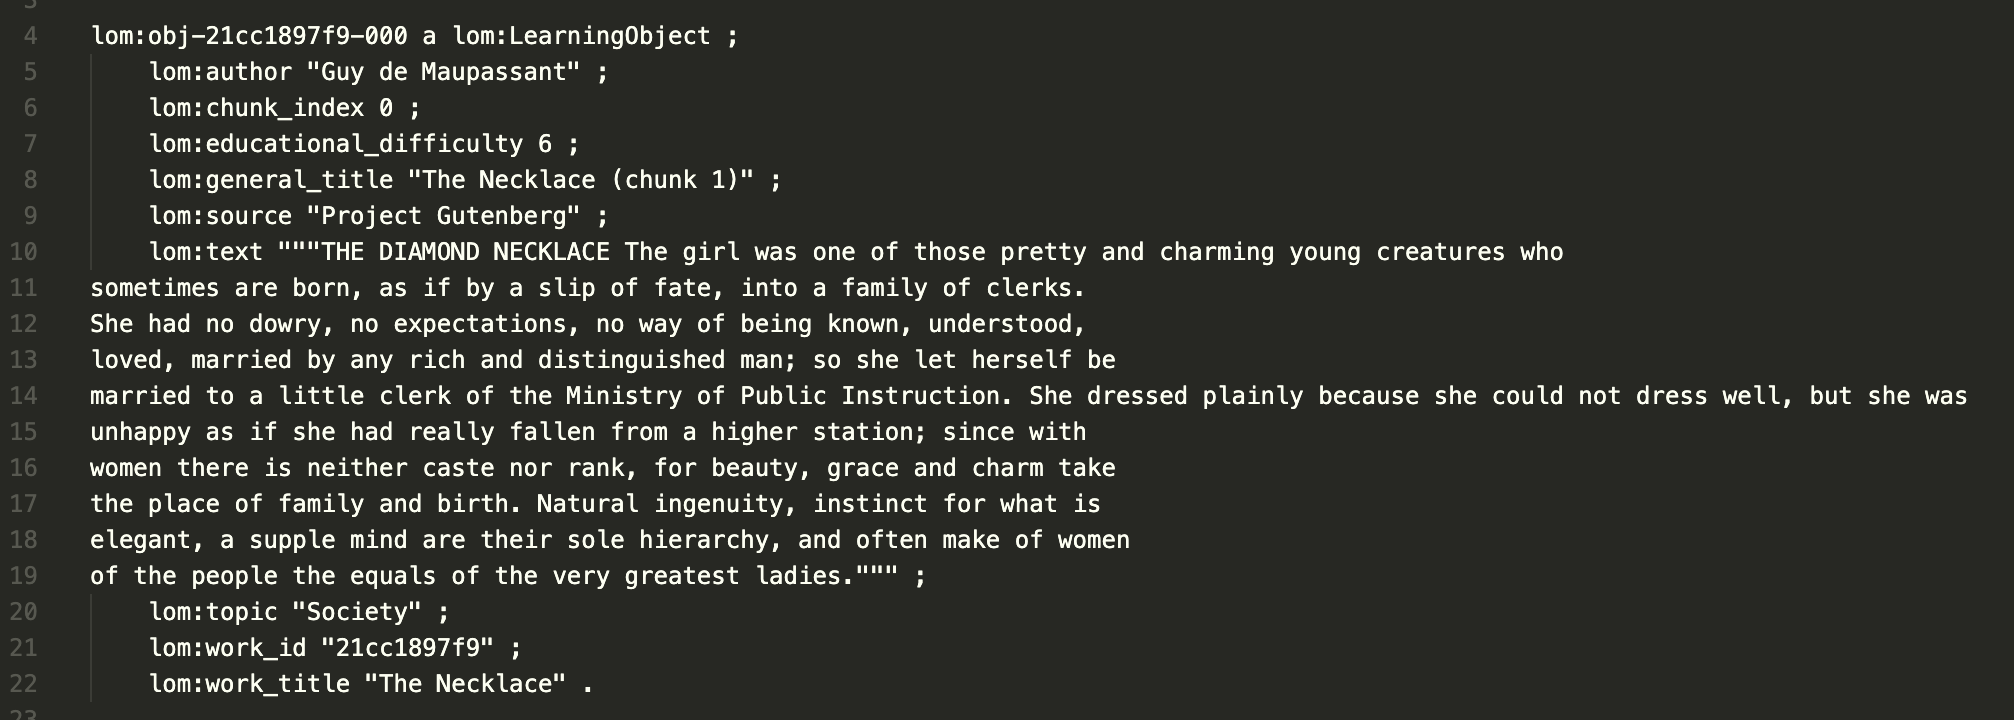 4 lom:obj-21cc1897f9-000 a lom:LearningObject ;
5 lom:author "Guy de Maupassant" ;
6 lom:chunk_index 0 ;
7 lom:educational_difficulty 6 ;
8 lom:general_title "The Necklace (chunk 1)" ;
9 lom:source "Project Gutenberg" ;
10 lom:text """THE DIAMOND NECKLACE The girl was one of those pretty and charming young creatures who
11 sometimes are born, as if by a slip of fate, into a family of clerks.
12 She had no dowry, no expectations, no way of being known, understood,
13 loved, married by any rich and distinguished man; so she let herself be
14 married to a little clerk of the Ministry of Public Instruction. She dressed plainly because she could not dress well, but she was
15 unhappy as if she had really fallen from a higher station; since with
16 women there is neither caste nor rank, for beauty, grace and charm take
17 the place of family and birth. Natural ingenuity, instinct for what is
18 elegant, a supple mind are their sole hierarchy, and often make of women
19 of the people the equals of the very greatest ladies.""" ;
20 lom:topic "Society" ;
21 lom:work_id "21cc1897f9" ;
22 lom:work_title "The Necklace" .
23